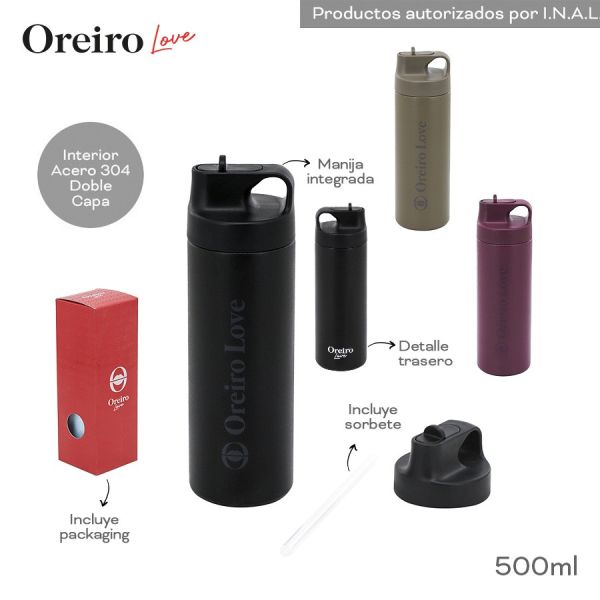 Productos autorizados por I.N.A.L.
Oreiro Love
Interior
Acero 304
Doble
Capa
Manija
integrada
Oreiro Love
Oreiro Love
Oreiro Love
Oreiro
Love
Detalle
trasero
Oreiro
Love
Incluye
sorbete
Incluye
packaging
500ml